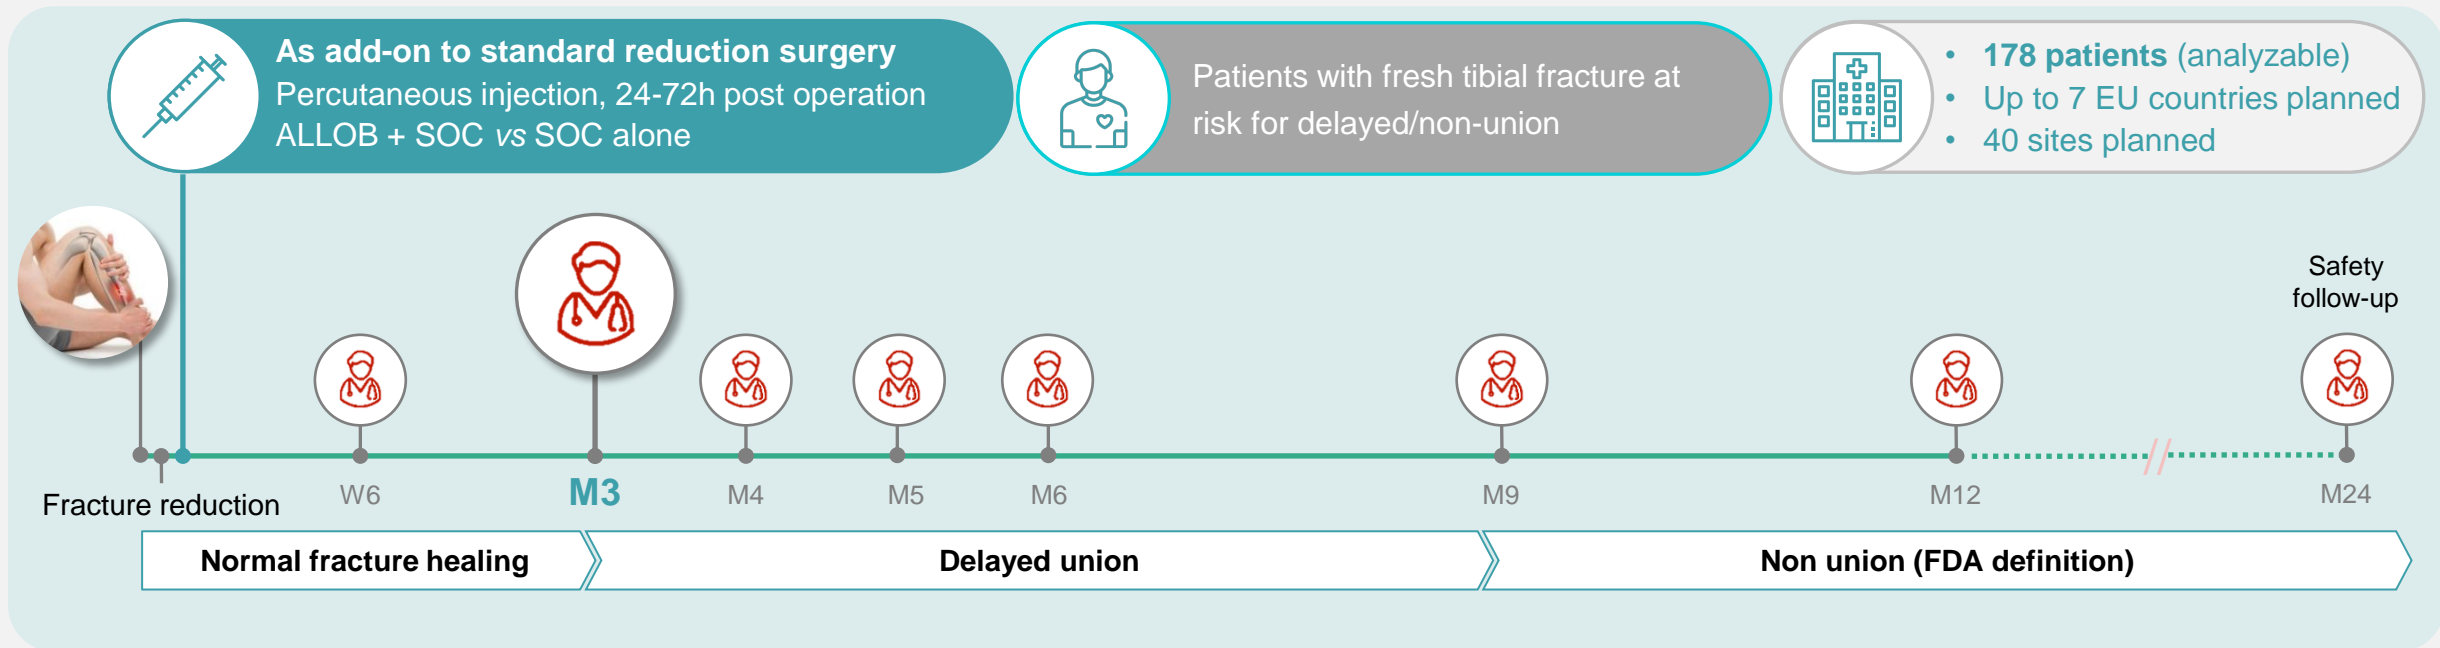 As add-on to standard reduction surgery
Percutaneous injection, 24-72h post operation
ALLOB + SOC vs SOC alone
Patients with fresh tibial fracture at
risk for delayed/non-union
• 178 patients (analyzable)
• Up to 7 EU countries planned
• 40 sites planned
Safety
follow-up
Fracture reduction
W6
M3
M4
M5
M6
M9
M12
M24
Normal fracture healing
Delayed union
Non union (FDA definition)